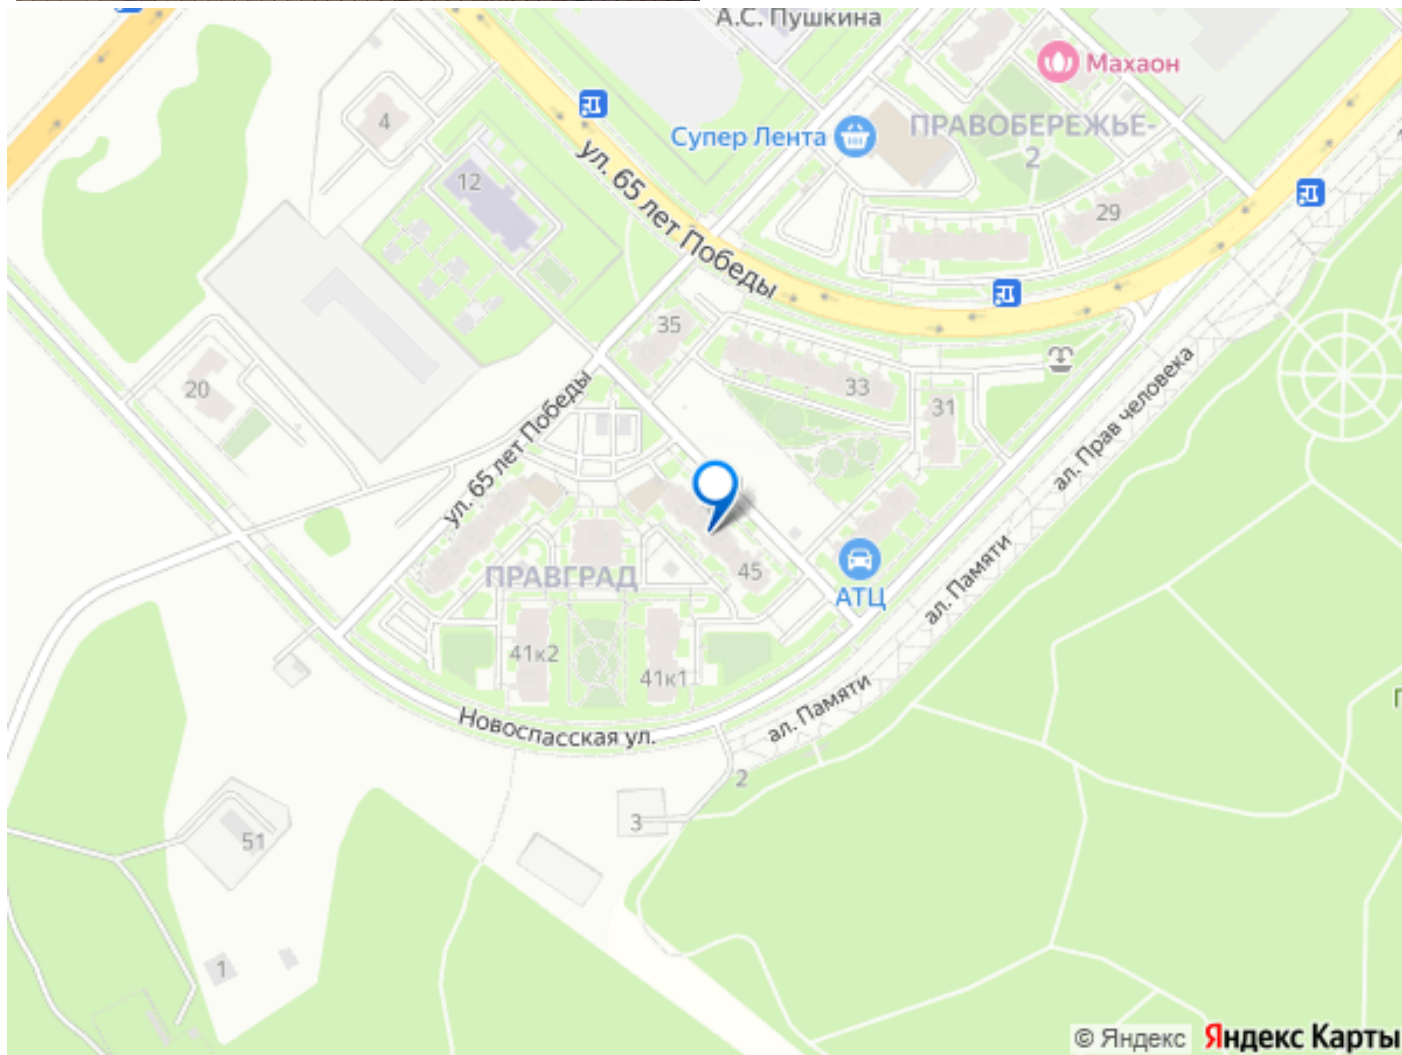 А.С. Пушкина
Махаон
4
Супер Лента
ПРАВОБЕРЕЖЬЕ-
2
12
ул. 65 лет Победы
29
35
20
33
31
ул. 65 лет Победы
ал. Прав человека
45
ПРАВГРАД
АТЦ
ал. Памяти
41к2
41к1
ал. Памяти
Новоспасская ул.
2
3
51
1
© Яндекс Яндекс Карты